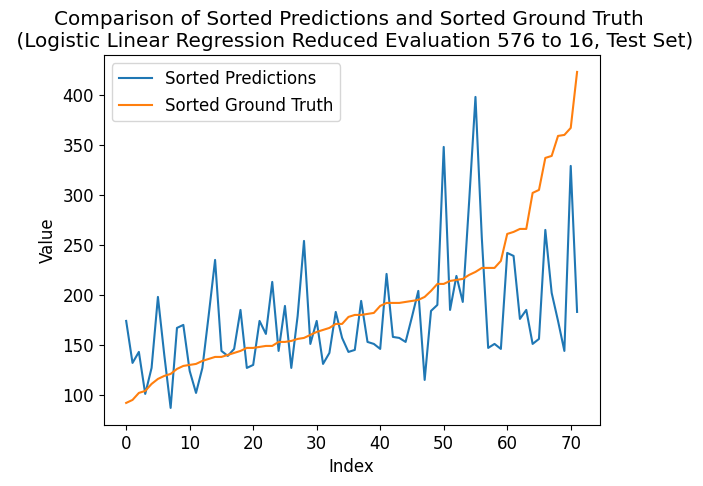 Comparison of Sorted Predictions and Sorted Ground Truth
(Logistic Linear Regression Reduced Evaluation 576 to 16, Test Set)
Sorted Predictions
Sorted Ground Truth
400
350
300
250
200
150
100
Value
0 10 20 30 40 50 60 70
Index